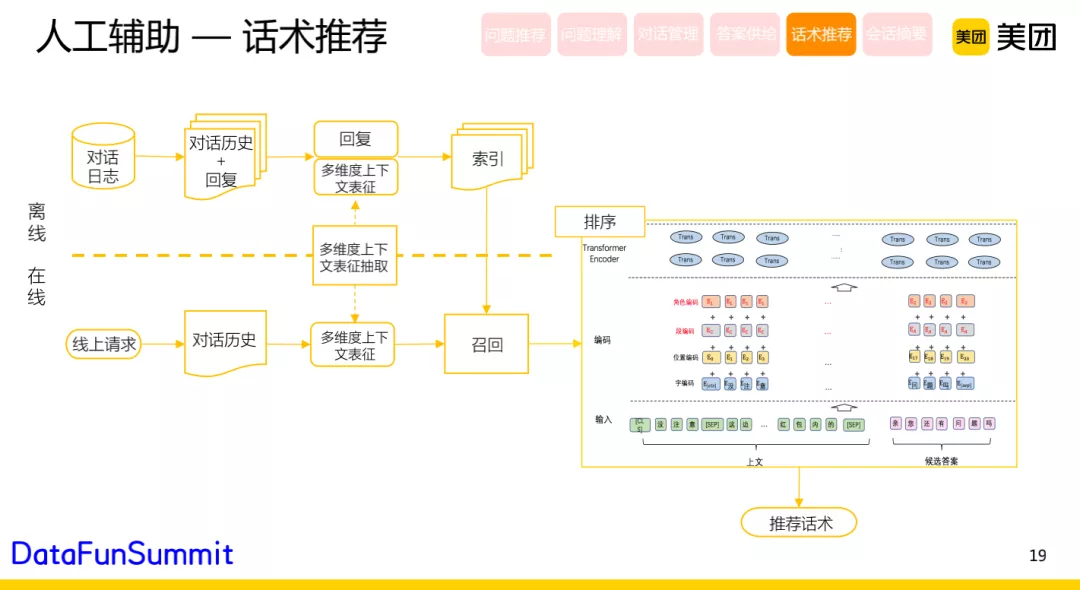 人工辅助 — 话术推荐
问题推荐
问题理解
对话管理
答案供给
话术推荐
会话摘要
美团
美团
对话
日志
对话历史
+
回复
回复
多维度上下
文表征
索引
离
线
多维度上下
文表征抽取
在
线
线上请求
对话历史
多维度上下
文表征
召回
排序
Transformer
Encoder
Trans Trans Trans .... Trans Trans Trans
Trans Trans Trans .... Trans Trans Trans
角色编码
+ + + + + + + +
段编码
+ + + + + + + +
位置编码
+ + + + + + + +
字编码
编码
输入
[CLS] 没 注 意 [SEP] 这 边 ... 红 包 内 的 [SEP] 亲 您 还 有 问 题 吗
上文
候选答案
推荐话术
DataFunSummit
19